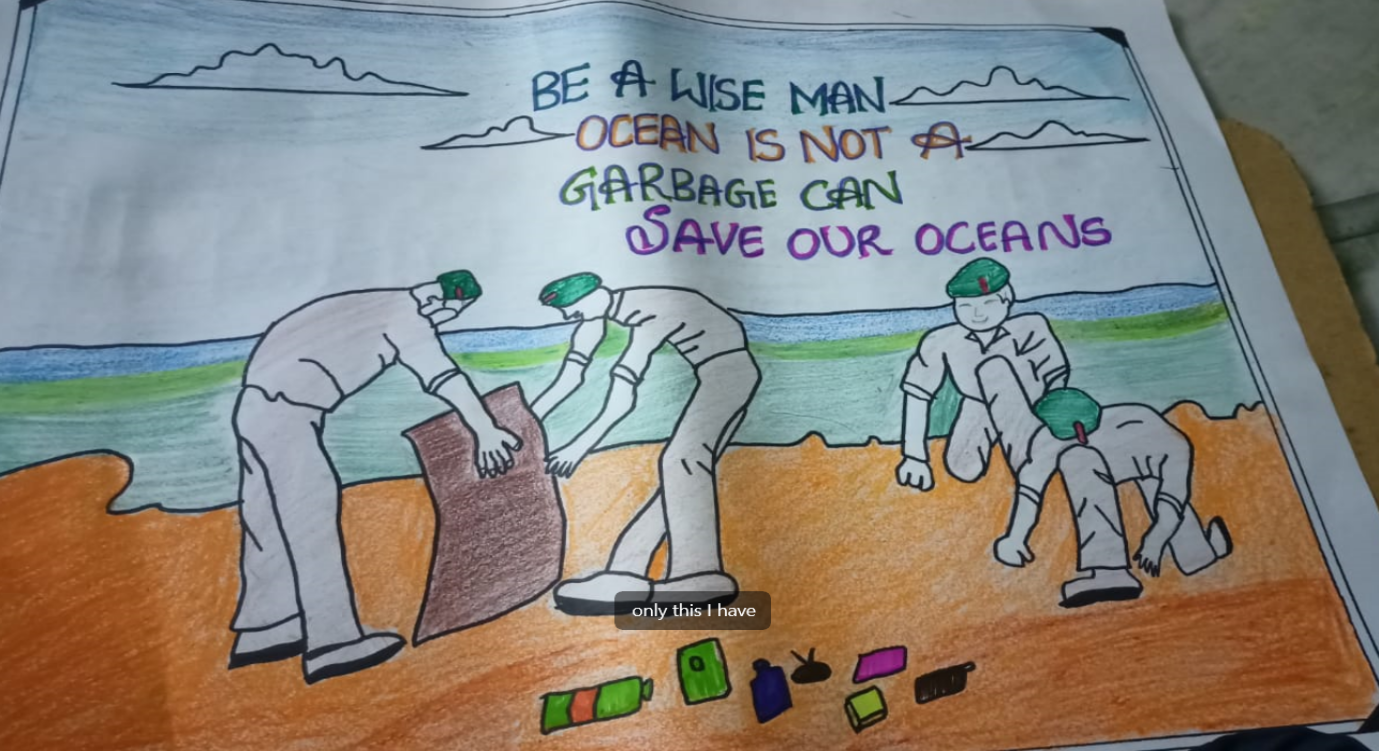 BE A WISE MAN
OCEAN IS NOT A
GARBAGE CAN
SAVE OUR OCEANS
only this I have